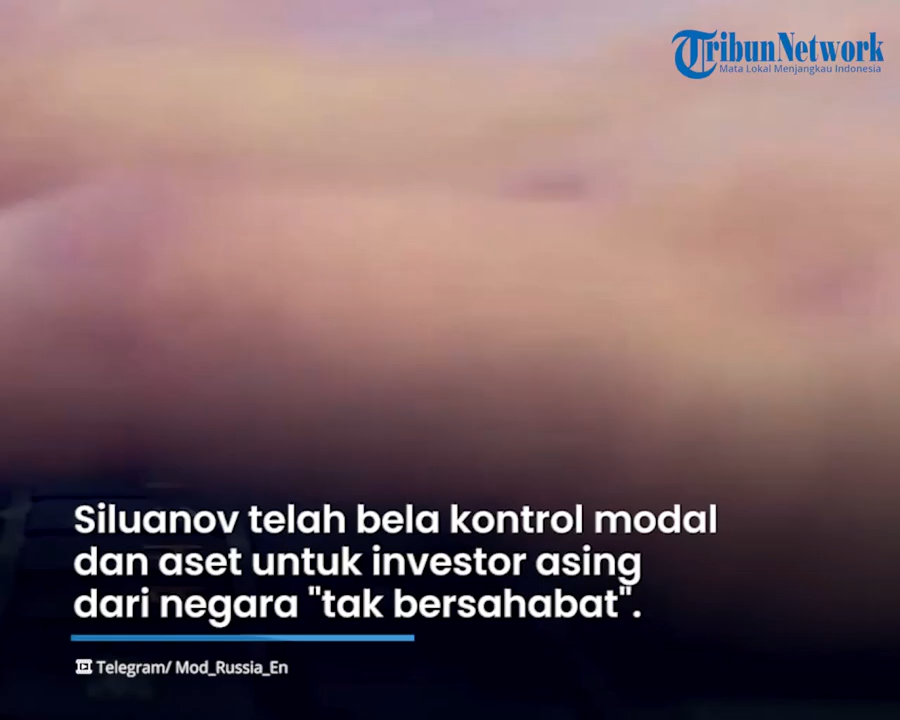 TribunNetwork
Mata Lokal Menjangkau Indonesia
Siluanov telah bela kontrol modal
dan aset untuk investor asing
dari negara "tak bersahabat".
Telegram/ Mod_Russia_En